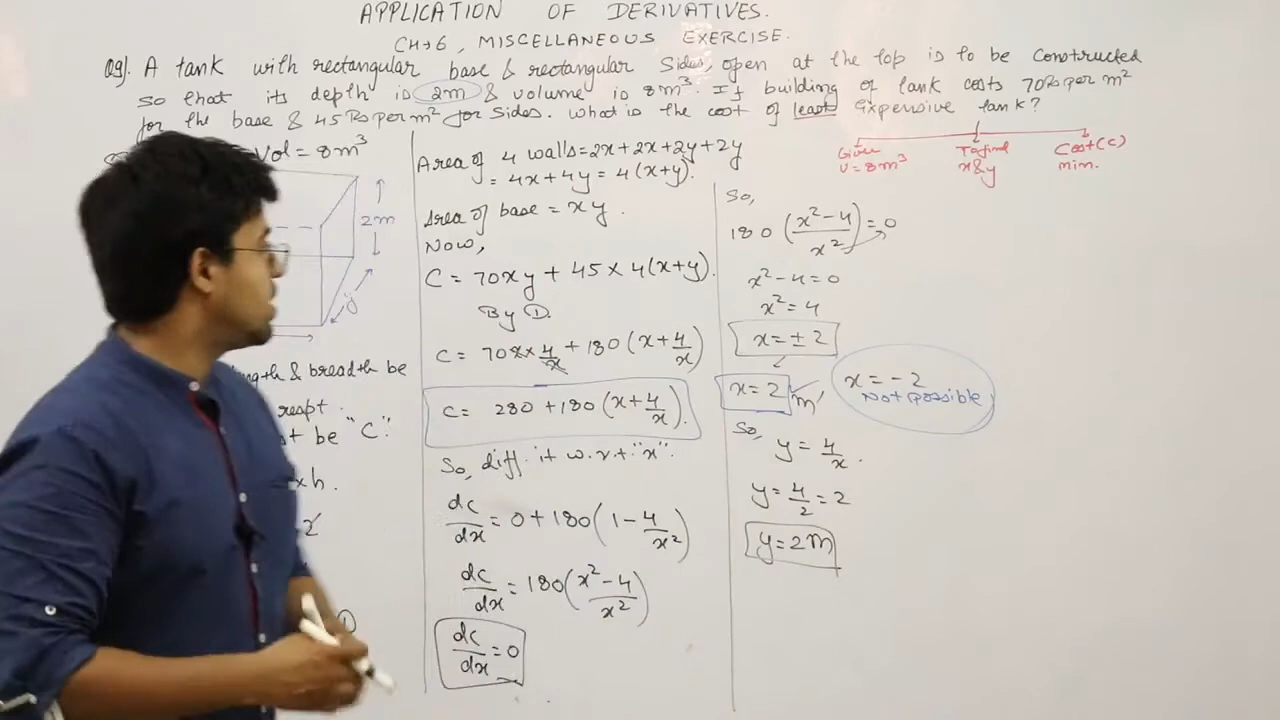 APPLICATION OF DERIVATIVES.
CH→6, MISCELLANEOUS EXERCISE.
Q9). A tank with rectangular base & rectangular sides, open at the top is to be constructed
so that its depth is 2m & volume is 8m³. If building of tank costs 70Rs per m²
for the base & 45 Rs per m² for sides. What is the cost of least expensive tank?
Vol = 8m³
2m
y
length & breadth be
respt.
t be "C".
xh.
2
Area of 4 walls = 2x+2x+2y+2y
= 4x+4y = 4(x+y).
Area of base = xy.
Now,
C = 70xy + 45 × 4(x+y).
By ①.
C = 70x × 4/x + 180(x+4/x)
C = 280 + 180(x+4/x).
So, diff. it w.r.t. "x".
dc/dx = 0+180(1-4/x²)
dc/dx = 180(x²-4/x²)
dc/dx = 0
Given
V = 8m³
To find
x & y
Cost (C)
min.
So,
180(x²-4/x²) = 0
x²-4=0
x²=4
x=±2
x=2 m
x=-2
Not possible
So,
y=4/x.
y=4/2=2
y=2m